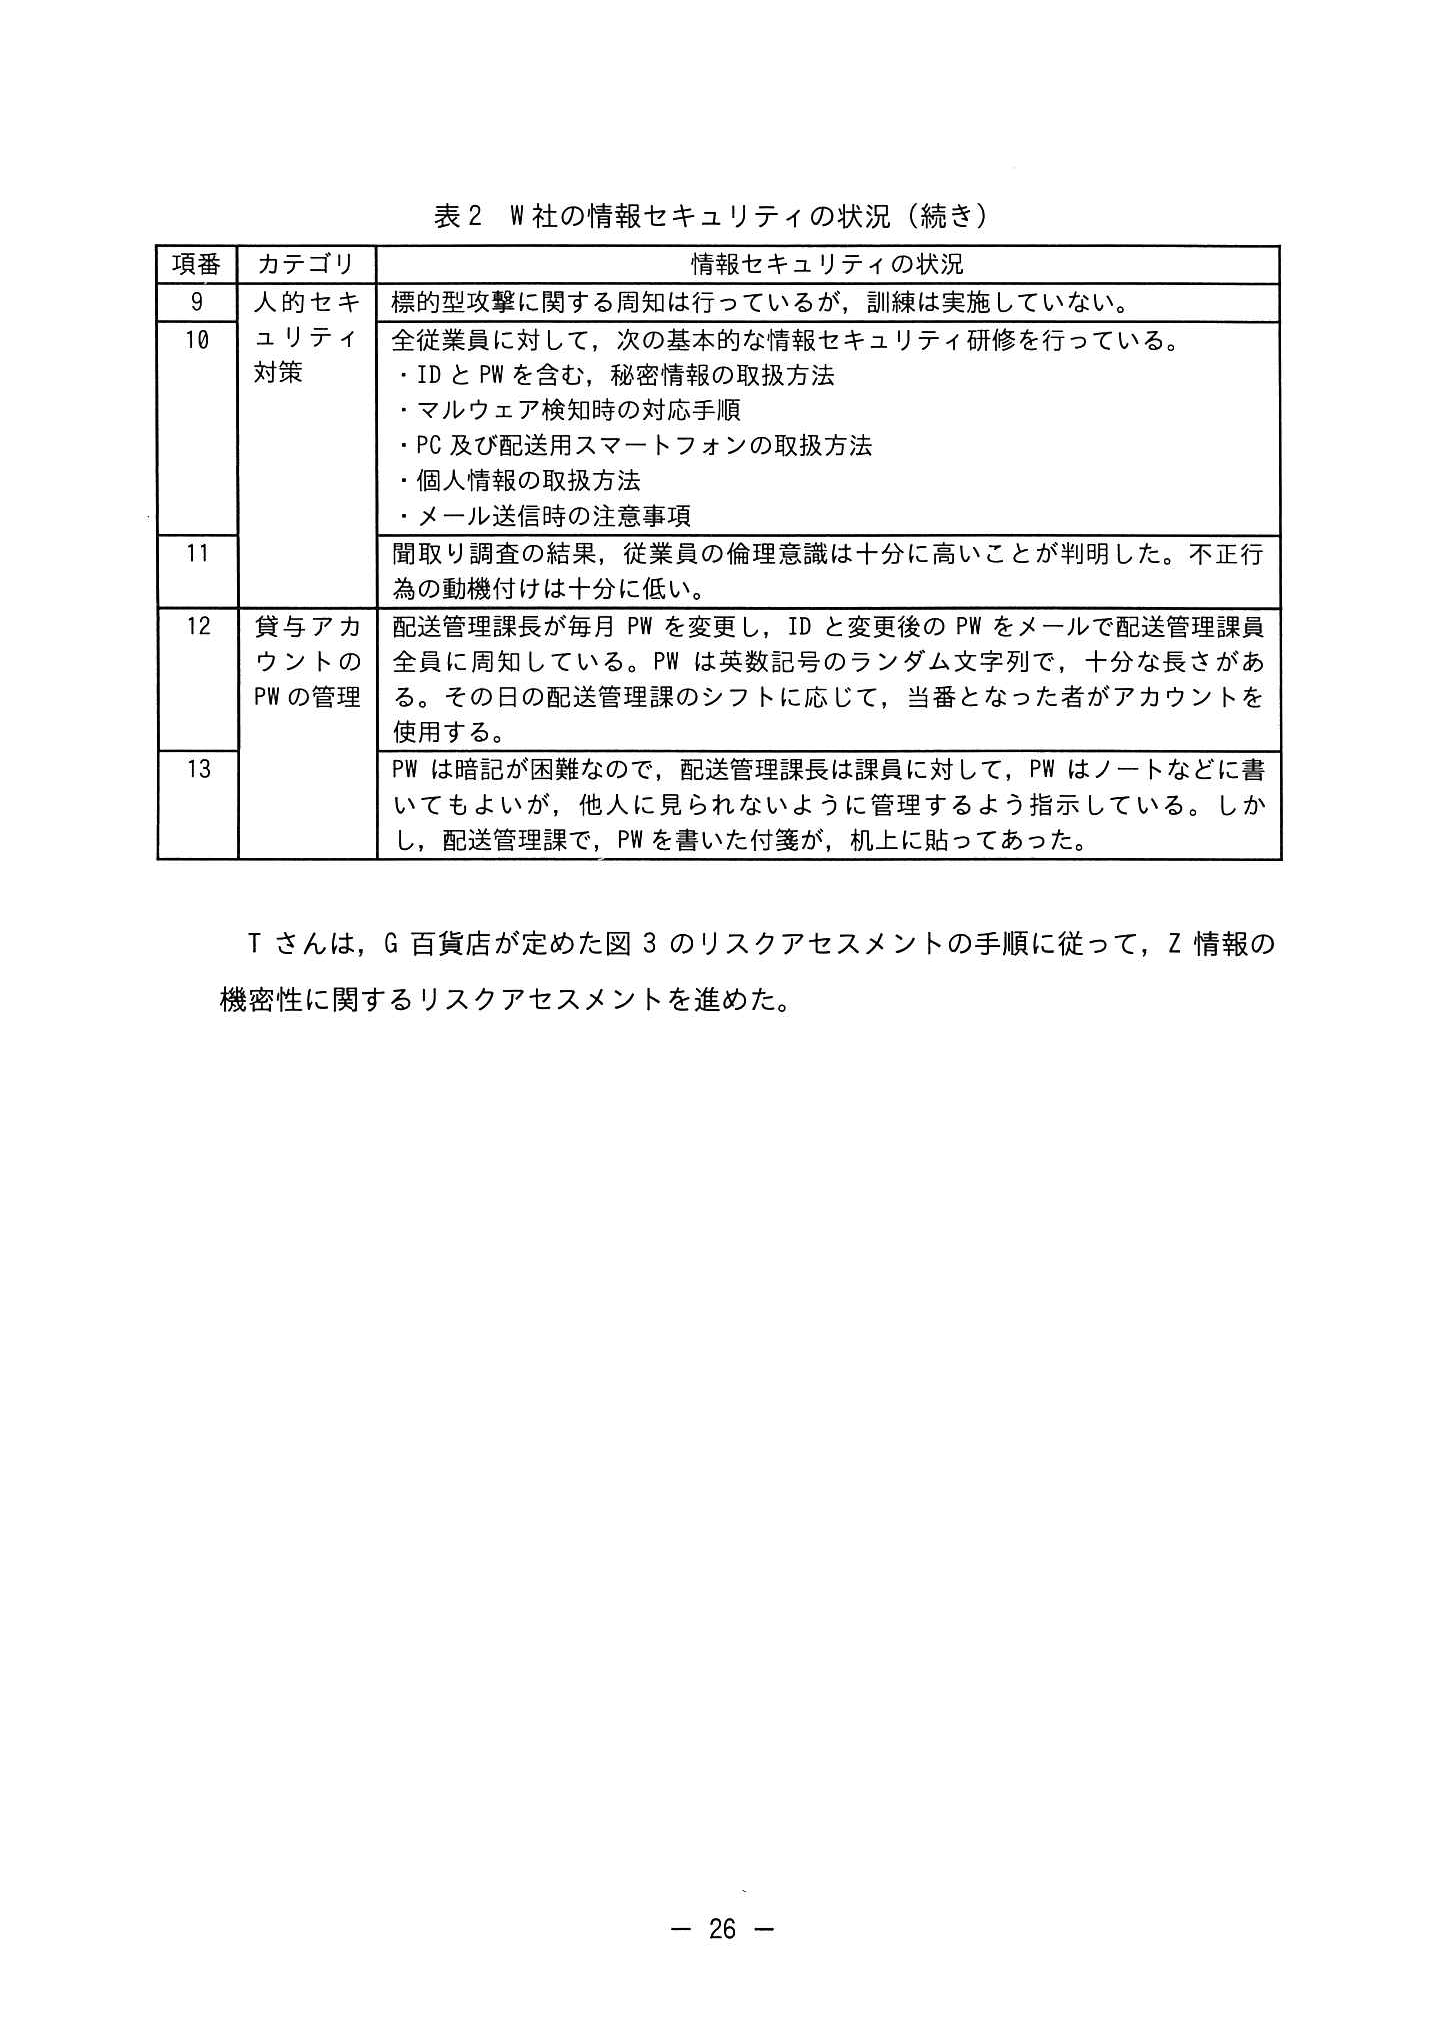 表2 W社の情報セキュリティの状況（続き）
項番 カテゴリ 情報セキュリティの状況
9 人的セキュリティ対策 標的型攻撃に関する周知は行っているが，訓練は実施していない。
10 全従業員に対して，次の基本的な情報セキュリティ研修を行っている。
・IDとPWを含む，秘密情報の取扱方法
・マルウェア検知時の対応手順
・PC及び配送用スマートフォンの取扱方法
・個人情報の取扱方法
・メール送信時の注意事項
11 聞取り調査の結果，従業員の倫理意識は十分に高いことが判明した。不正行
為の動機付けは十分に低い。
12 貸与アカウントのPWの管理 配送管理課長が毎月 PW を変更し，ID と変更後の PW をメールで配送管理課員
全員に周知している。PW は英数記号のランダム文字列で，十分な長さがあ
る。その日の配送管理課のシフトに応じて，当番となった者がアカウントを
使用する。
13 PW は暗記が困難なので，配送管理課長は課員に対して，PW はノートなどに書
いてもよいが，他人に見られないように管理するよう指示している。しか
し，配送管理課で，PWを書いた付箋が，机上に貼ってあった。
T さんは，G 百貨店が定めた図 3 のリスクアセスメントの手順に従って，Z 情報の
機密性に関するリスクアセスメントを進めた。
－ 26 －